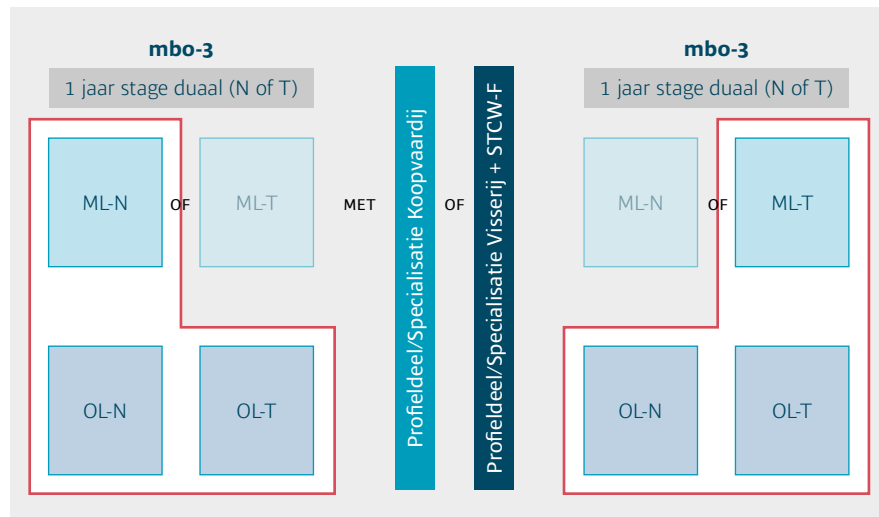 mbo-3
1 jaar stage duaal (N of T)
ML-N
OF
ML-T
OL-N
OL-T
MET
Profieldeel/Specialisatie Koopvaardij
OF
Profieldeel/Specialisatie Visserij + STCW-F
mbo-3
1 jaar stage duaal (N of T)
ML-N
OF
ML-T
OL-N
OL-T